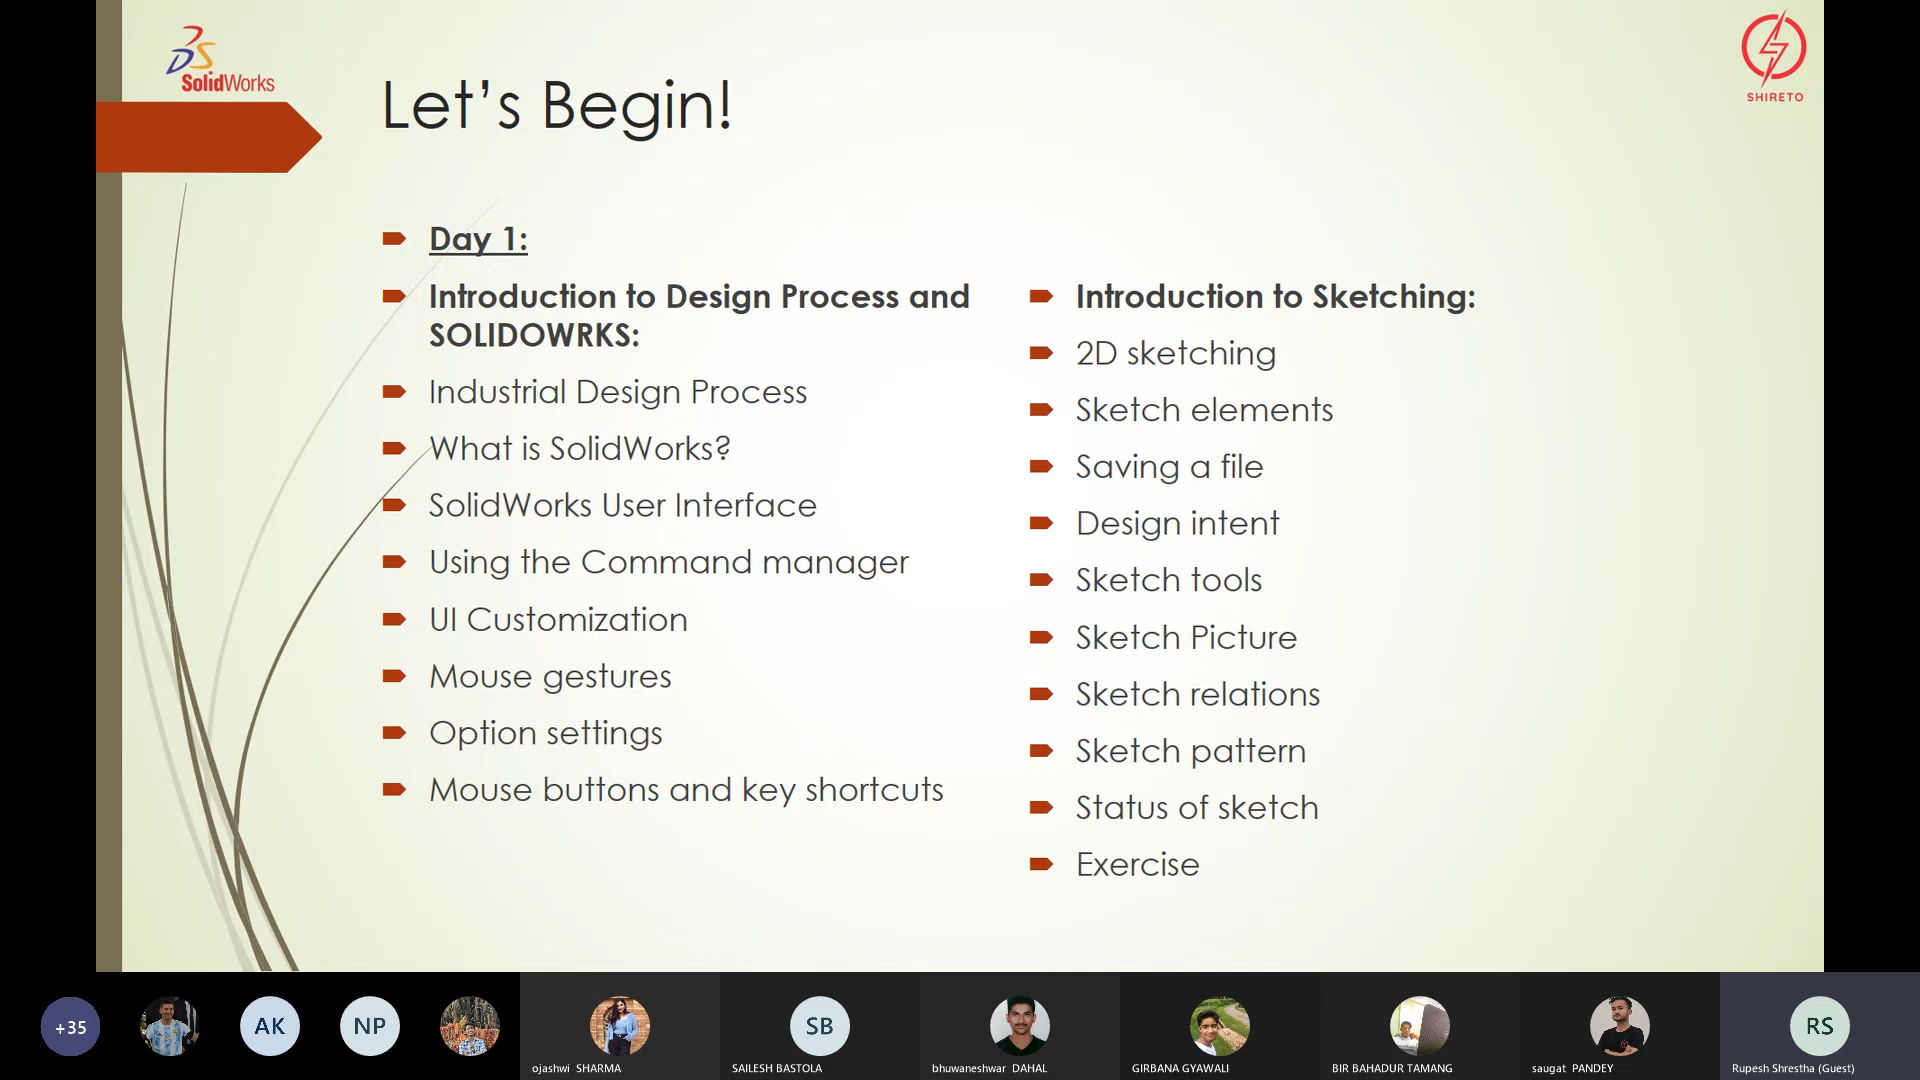 SolidWorks
SHIRETO
Let’s Begin!
Day 1:
Introduction to Design Process and
SOLIDOWRKS:
Industrial Design Process
What is SolidWorks?
SolidWorks User Interface
Using the Command manager
UI Customization
Mouse gestures
Option settings
Mouse buttons and key shortcuts
Introduction to Sketching:
2D sketching
Sketch elements
Saving a file
Design intent
Sketch tools
Sketch Picture
Sketch relations
Sketch pattern
Status of sketch
Exercise
+35
AK
NP
ojashwi SHARMA
SB
SAILESH BASTOLA
bhuwaneshwar DAHAL
GIRBANA GYAWALI
BIR BAHADUR TAMANG
saugat PANDEY
RS
Rupesh Shrestha (Guest)